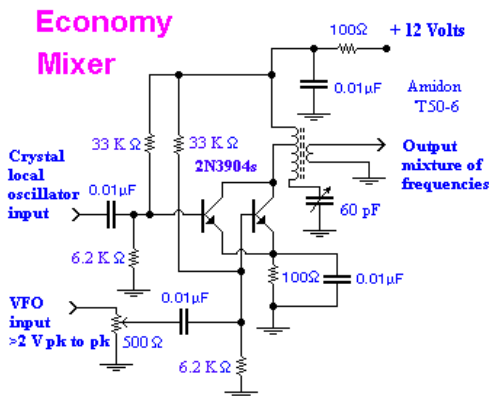 Economy
Mixer
100Ω
+ 12 Volts
0.01µF
Amidon
T50-6
33 K Ω
33 K Ω
2N3904s
Crystal
local
oscillator
input
0.01µF
Output
mixture of
frequencies
60 pF
6.2 K Ω
100Ω
0.01µF
VFO
input
>2 V pk to pk
0.01µF
500 Ω
6.2 K Ω